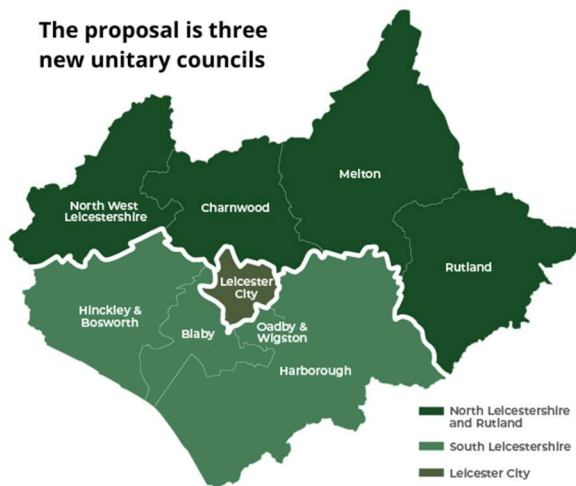 The proposal is three
new unitary councils
Melton
North West
Leicestershire
Charnwood
Rutland
Leicester
City
Hinckley &
Bosworth
Blaby
Oadby &
Wigston
Harborough
North Leicestershire
and Rutland
South Leicestershire
Leicester City